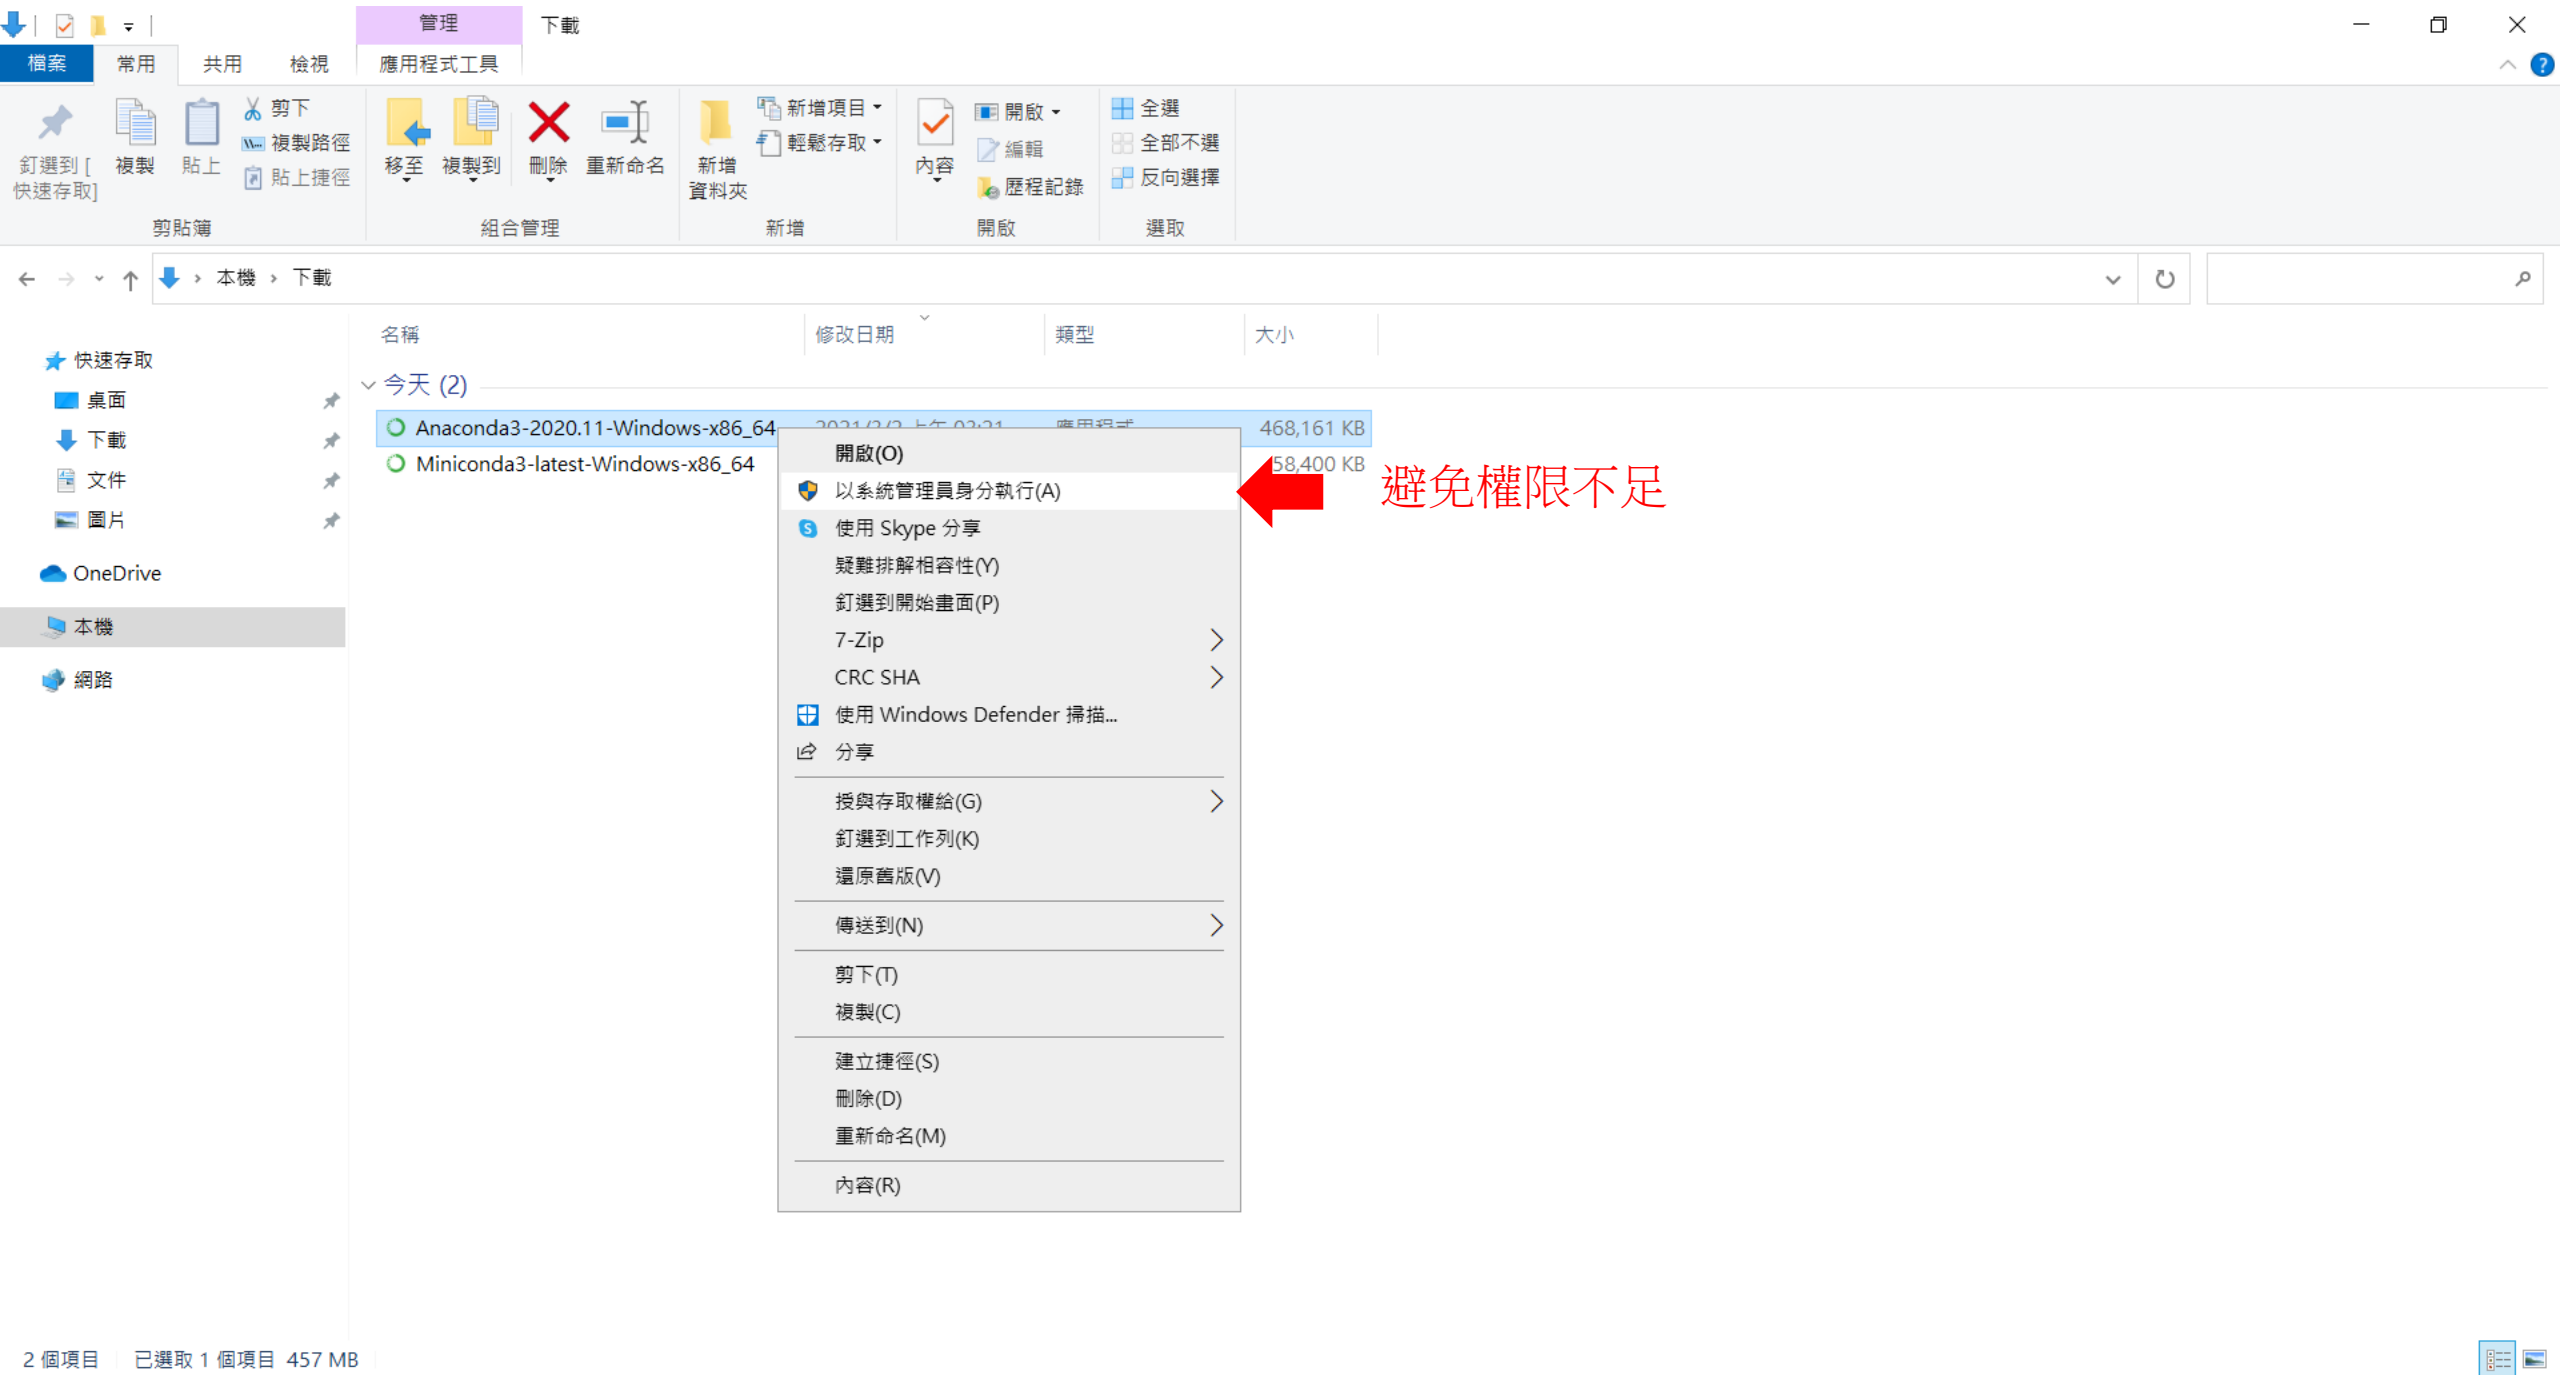 管理
下載
檔案
常用
共用
檢視
應用程式工具
釘選到 [
快速存取]
複製
貼上
剪下
複製路徑
貼上捷徑
剪貼簿
移至
複製到
刪除
重新命名
組合管理
新增
資料夾
新增項目
輕鬆存取
新增
內容
開啟
編輯
歷程記錄
開啟
全選
全部不選
反向選擇
選取
本機 › 下載
名稱
修改日期
類型
大小
快速存取
桌面
下載
文件
圖片
OneDrive
本機
網路
今天 (2)
Anaconda3-2020.11-Windows-x86_64
468,161 KB
Miniconda3-latest-Windows-x86_64
58,400 KB
開啟(O)
以系統管理員身分執行(A)
避免權限不足
使用 Skype 分享
疑難排解相容性(Y)
釘選到開始畫面(P)
7-Zip
CRC SHA
使用 Windows Defender 掃描...
分享
授與存取權給(G)
釘選到工作列(K)
還原舊版(V)
傳送到(N)
剪下(T)
複製(C)
建立捷徑(S)
刪除(D)
重新命名(M)
內容(R)
2 個項目
已選取 1 個項目 457 MB